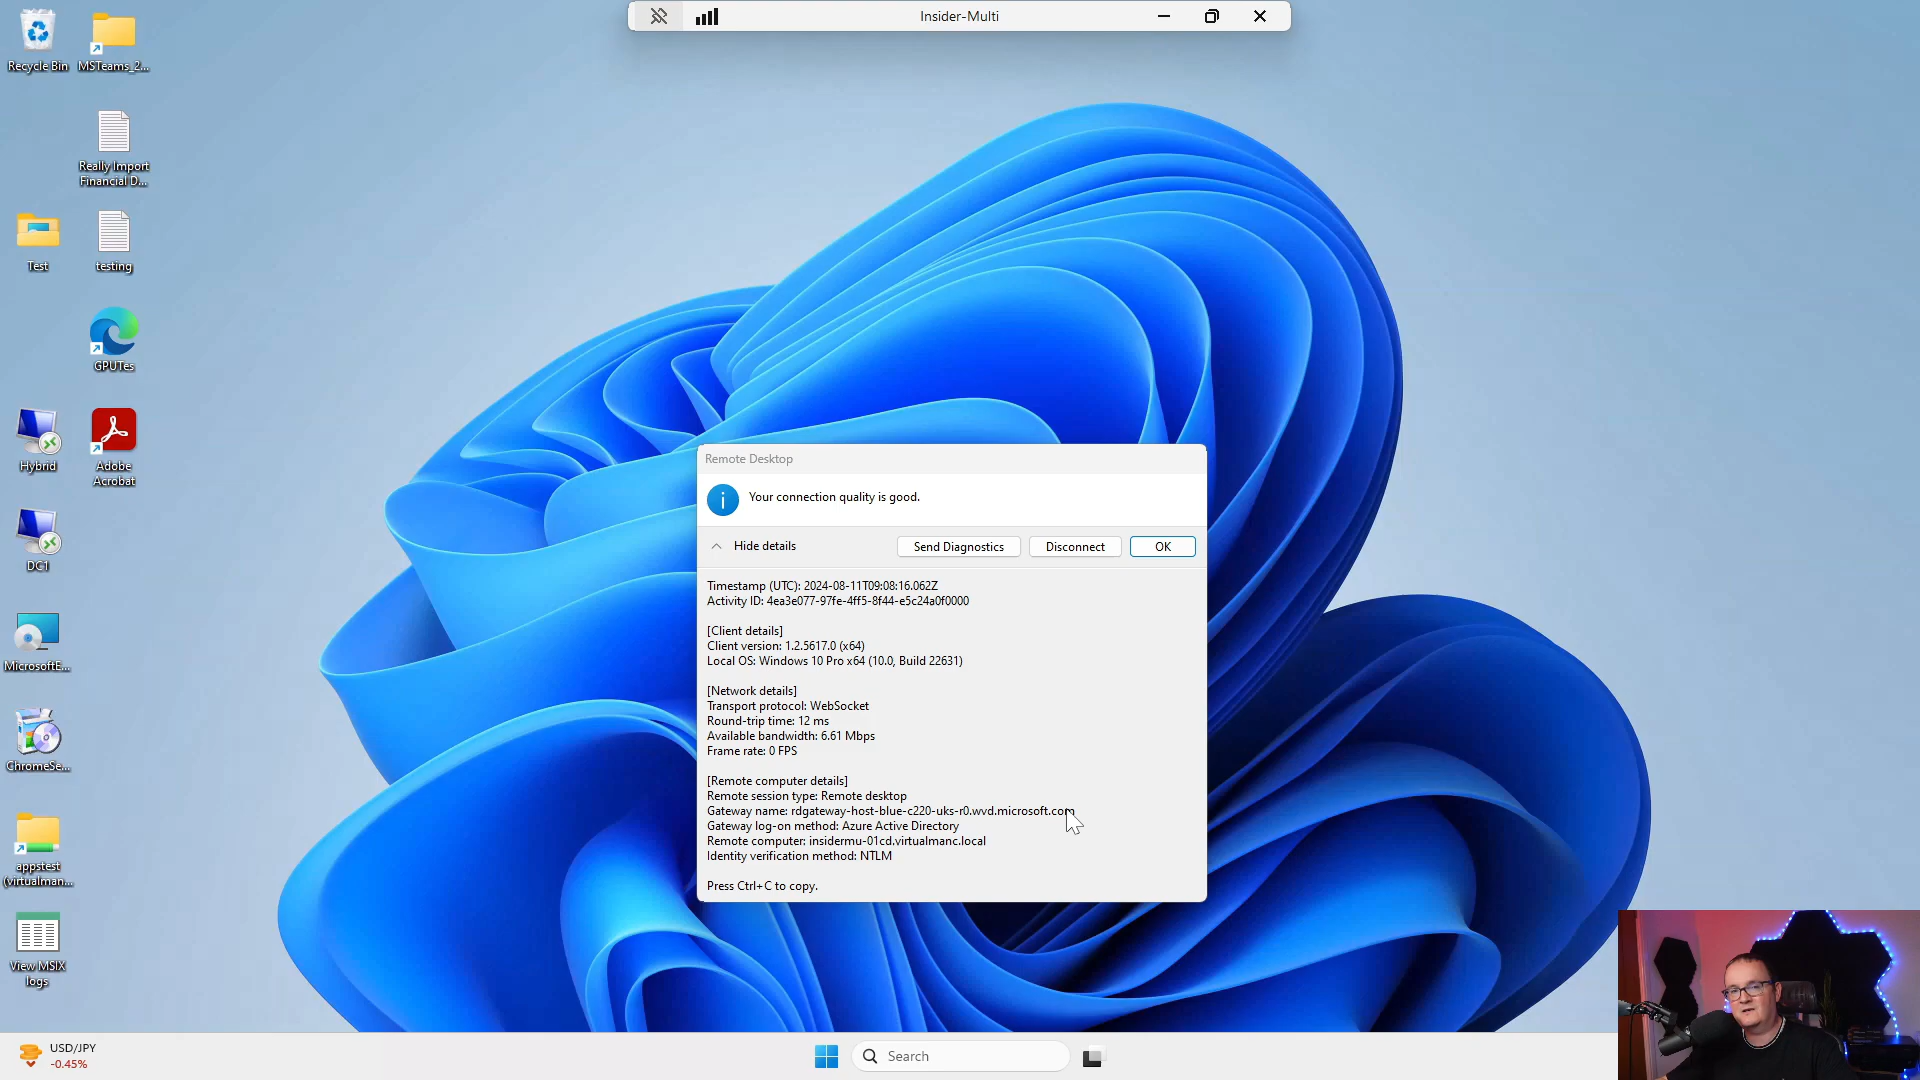 Insider-Multi
Recycle Bin
MSTeams_2...
Really Import
Financial D...
Test
testing
GPUTes
Hybrid
Adobe
Acrobat
DC1
MicrosoftE...
ChromeSe...
appstest
(virtualman...
View MSIX
logs
Remote Desktop
Your connection quality is good.
Hide details
Send Diagnostics
Disconnect
OK
Timestamp (UTC): 2024-08-11T09:08:16.062Z
Activity ID: 4ea3e077-97fe-4ff5-8f44-e5c24a0f0000
[Client details]
Client version: 1.2.5617.0 (x64)
Local OS: Windows 10 Pro x64 (10.0, Build 22631)
[Network details]
Transport protocol: WebSocket
Round-trip time: 12 ms
Available bandwidth: 6.61 Mbps
Frame rate: 0 FPS
[Remote computer details]
Remote session type: Remote desktop
Gateway name: rdgateway-host-blue-c220-uks-r0.wvd.microsoft.com
Gateway log-on method: Azure Active Directory
Remote computer: insidermu-01cd.virtualmanc.local
Identity verification method: NTLM
Press Ctrl+C to copy.
USD/JPY
-0.45%
Search